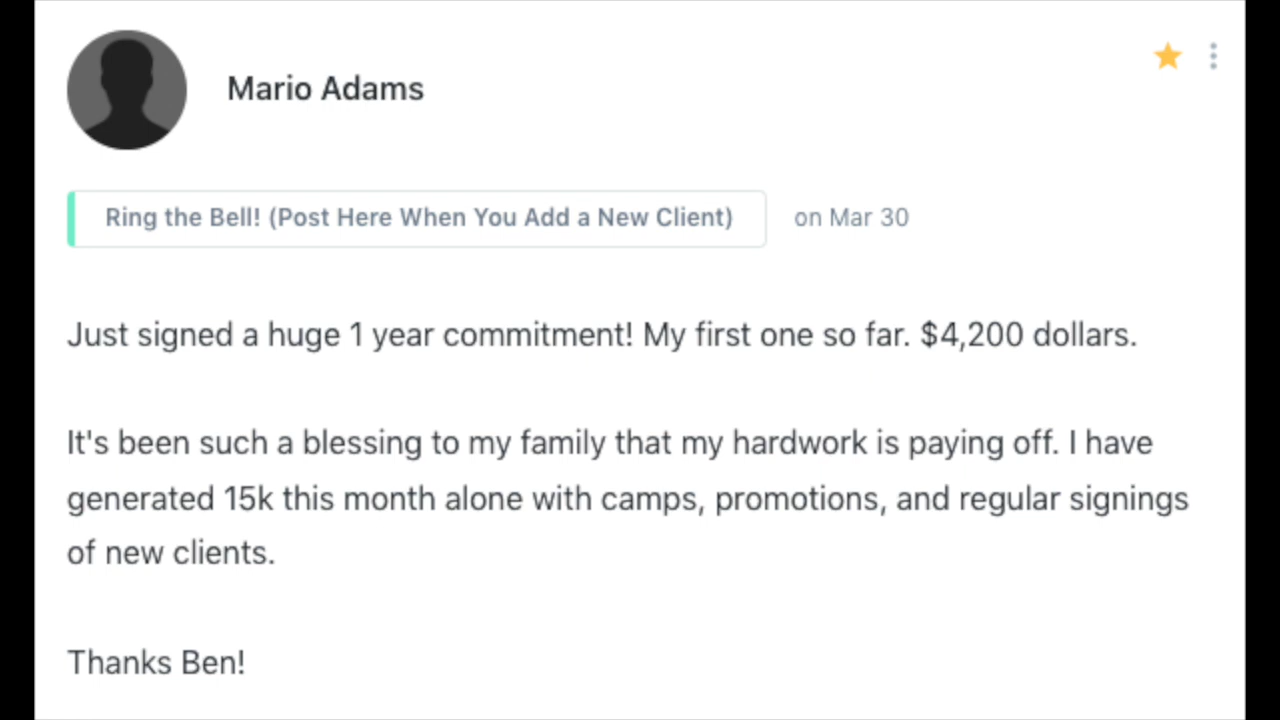 Mario Adams
Ring the Bell! (Post Here When You Add a New Client) on Mar 30
Just signed a huge 1 year commitment! My first one so far. $4,200 dollars.
It's been such a blessing to my family that my hardwork is paying off. I have
generated 15k this month alone with camps, promotions, and regular signings
of new clients.
Thanks Ben!